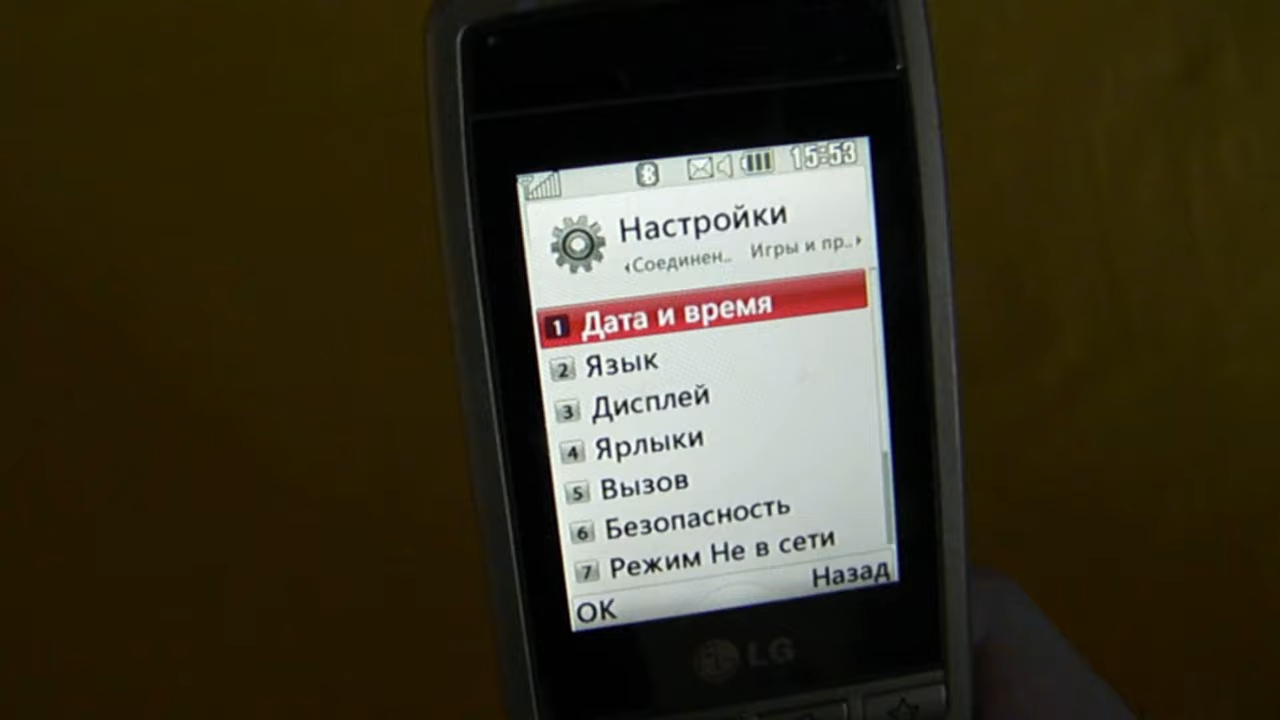 15:53
Настройки
Соединен.. Игры и пр..
1 Дата и время
2 Язык
3 Дисплей
4 Ярлыки
5 Вызов
6 Безопасность
7 Режим Не в сети
Назад
OK
LG